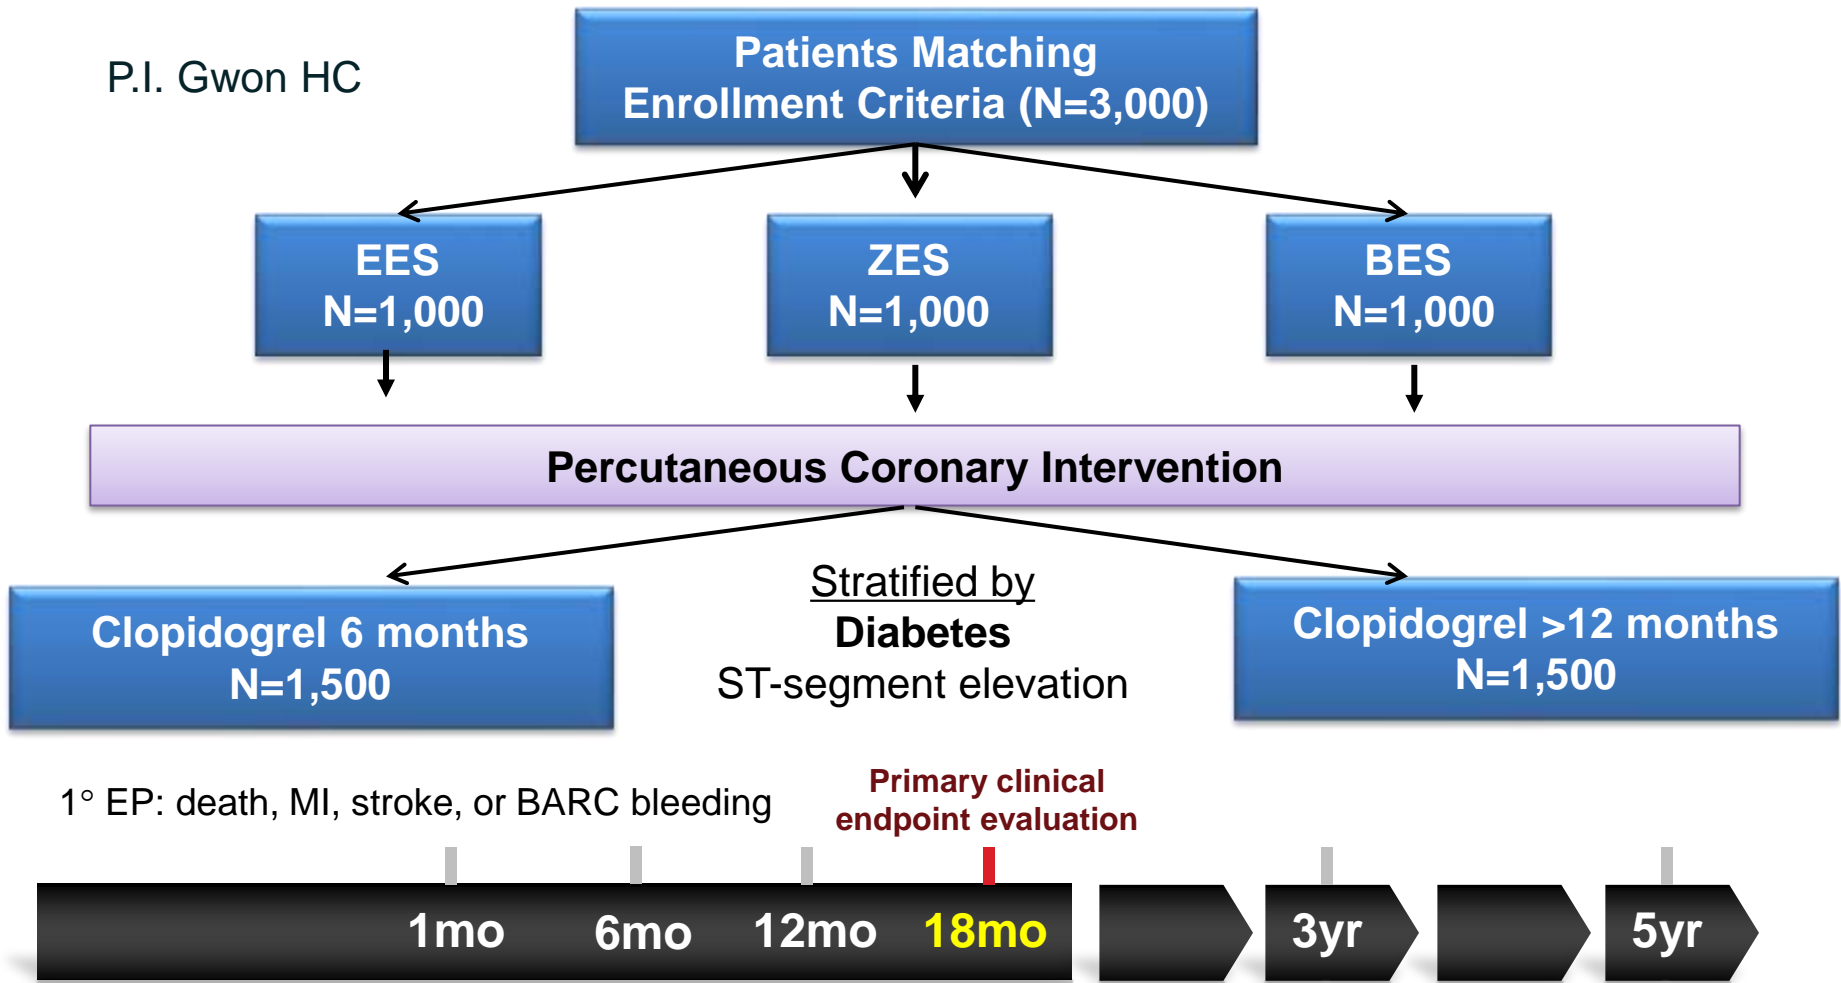 P.I. Gwon HC
Patients Matching
Enrollment Criteria (N=3,000)
EES
N=1,000
ZES
N=1,000
BES
N=1,000
Percutaneous Coronary Intervention
Clopidogrel 6 months
N=1,500
Stratified by
Diabetes
ST-segment elevation
Clopidogrel >12 months
N=1,500
1° EP: death, MI, stroke, or BARC bleeding
Primary clinical
endpoint evaluation
1mo
6mo
12mo
18mo
3yr
5yr